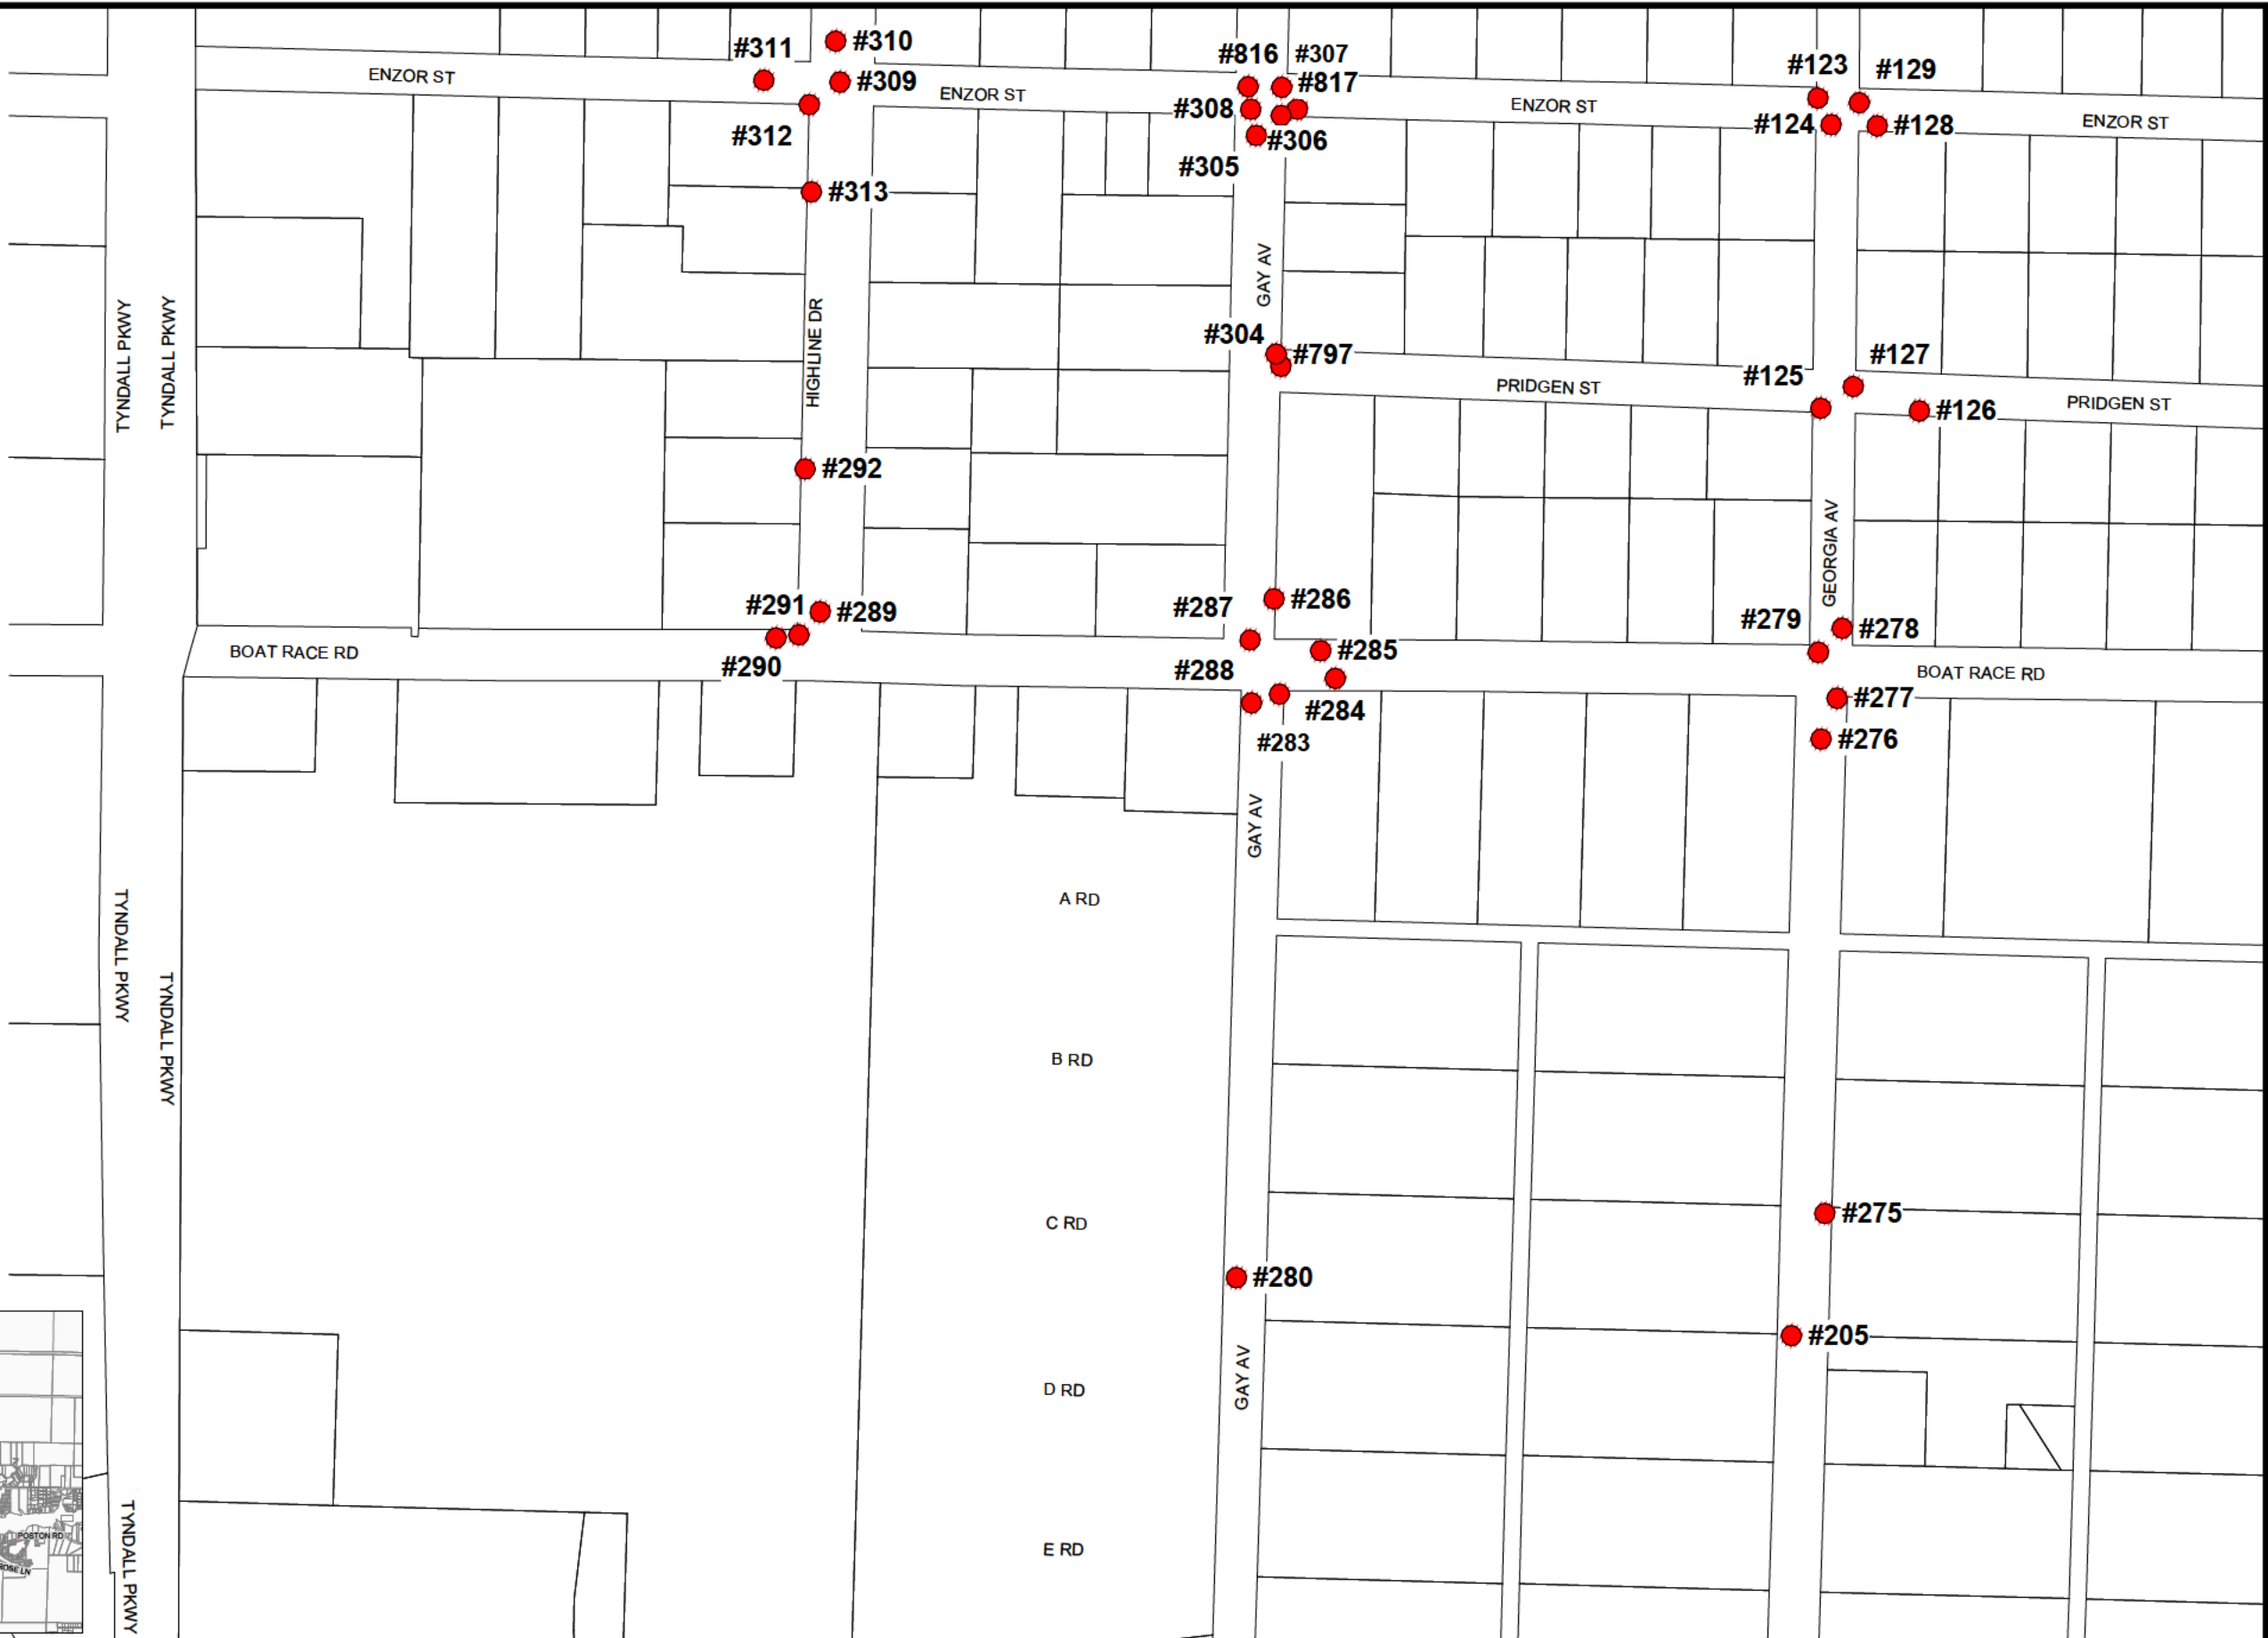 #310
#311
#816 #307
#123
#129
ENZOR ST
#309
#817
ENZOR ST
#308
ENZOR ST
#124
#128
ENZOR ST
#312
#306
#305
#313
GAY AV
TYNDALL PKWY
TYNDALL PKWY
HIGHLINE DR
#304
#797
#127
#125
PRIDGEN ST
PRIDGEN ST
#126
#292
GEORGIA AV
#291
#289
#287
#286
#279
#278
BOAT RACE RD
#290
#285
#288
BOAT RACE RD
#277
#284
#283
#276
GAY AV
A RD
TYNDALL PKWY
TYNDALL PKWY
B RD
C RD
#275
#280
#205
GAY AV
D RD
POSTON RD
E RD
TYNDALL PKWY